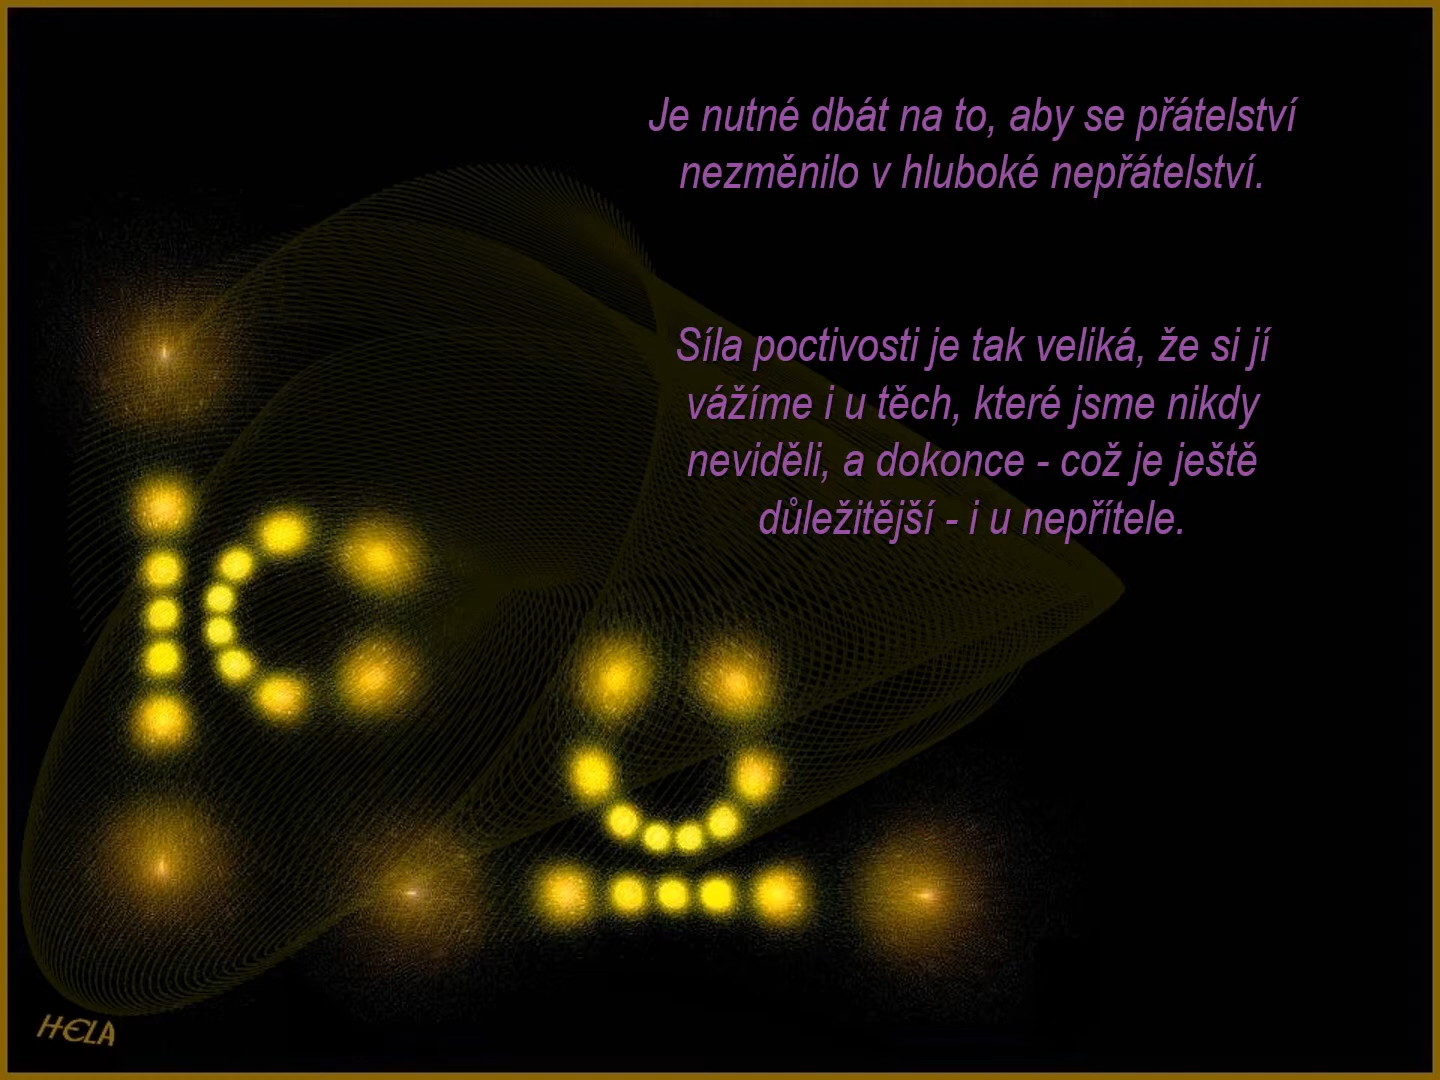 Je nutné dbát na to, aby se přátelství
nezměnilo v hluboké nepřátelství.
Síla poctivosti je tak veliká, že si jí
vážíme i u těch, které jsme nikdy
neviděli, a dokonce - což je ještě
důležitější - i u nepřítele.
HELA